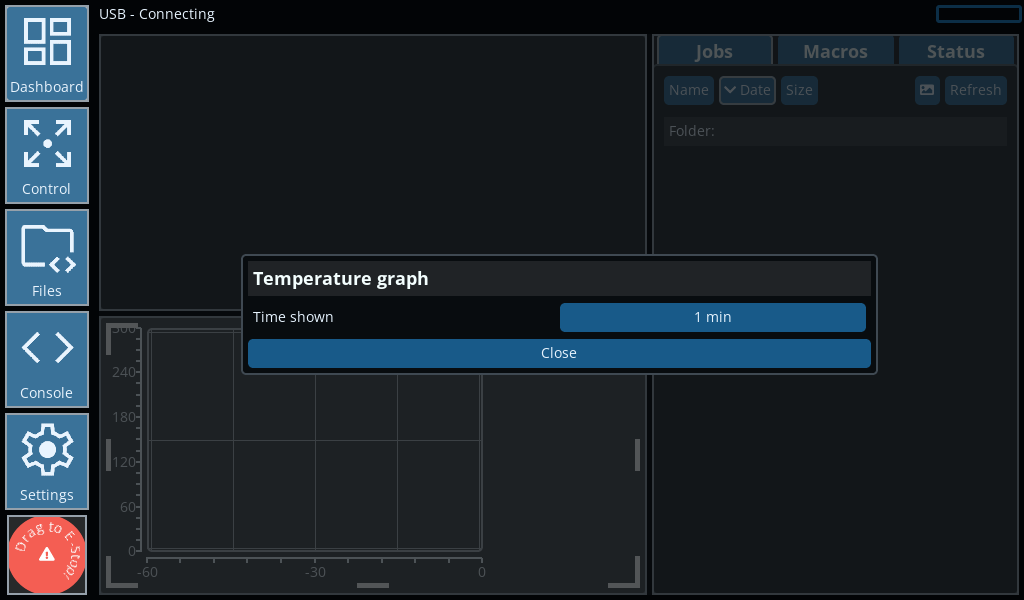 USB - Connecting
Dashboard
Control
Files
Console
Settings
Drag to E-Stop!
Jobs Macros Status
Name Date Size Refresh
Folder:
Temperature graph
Time shown 1 min
Close
300
240
180
120
60
0
-60 -30 0